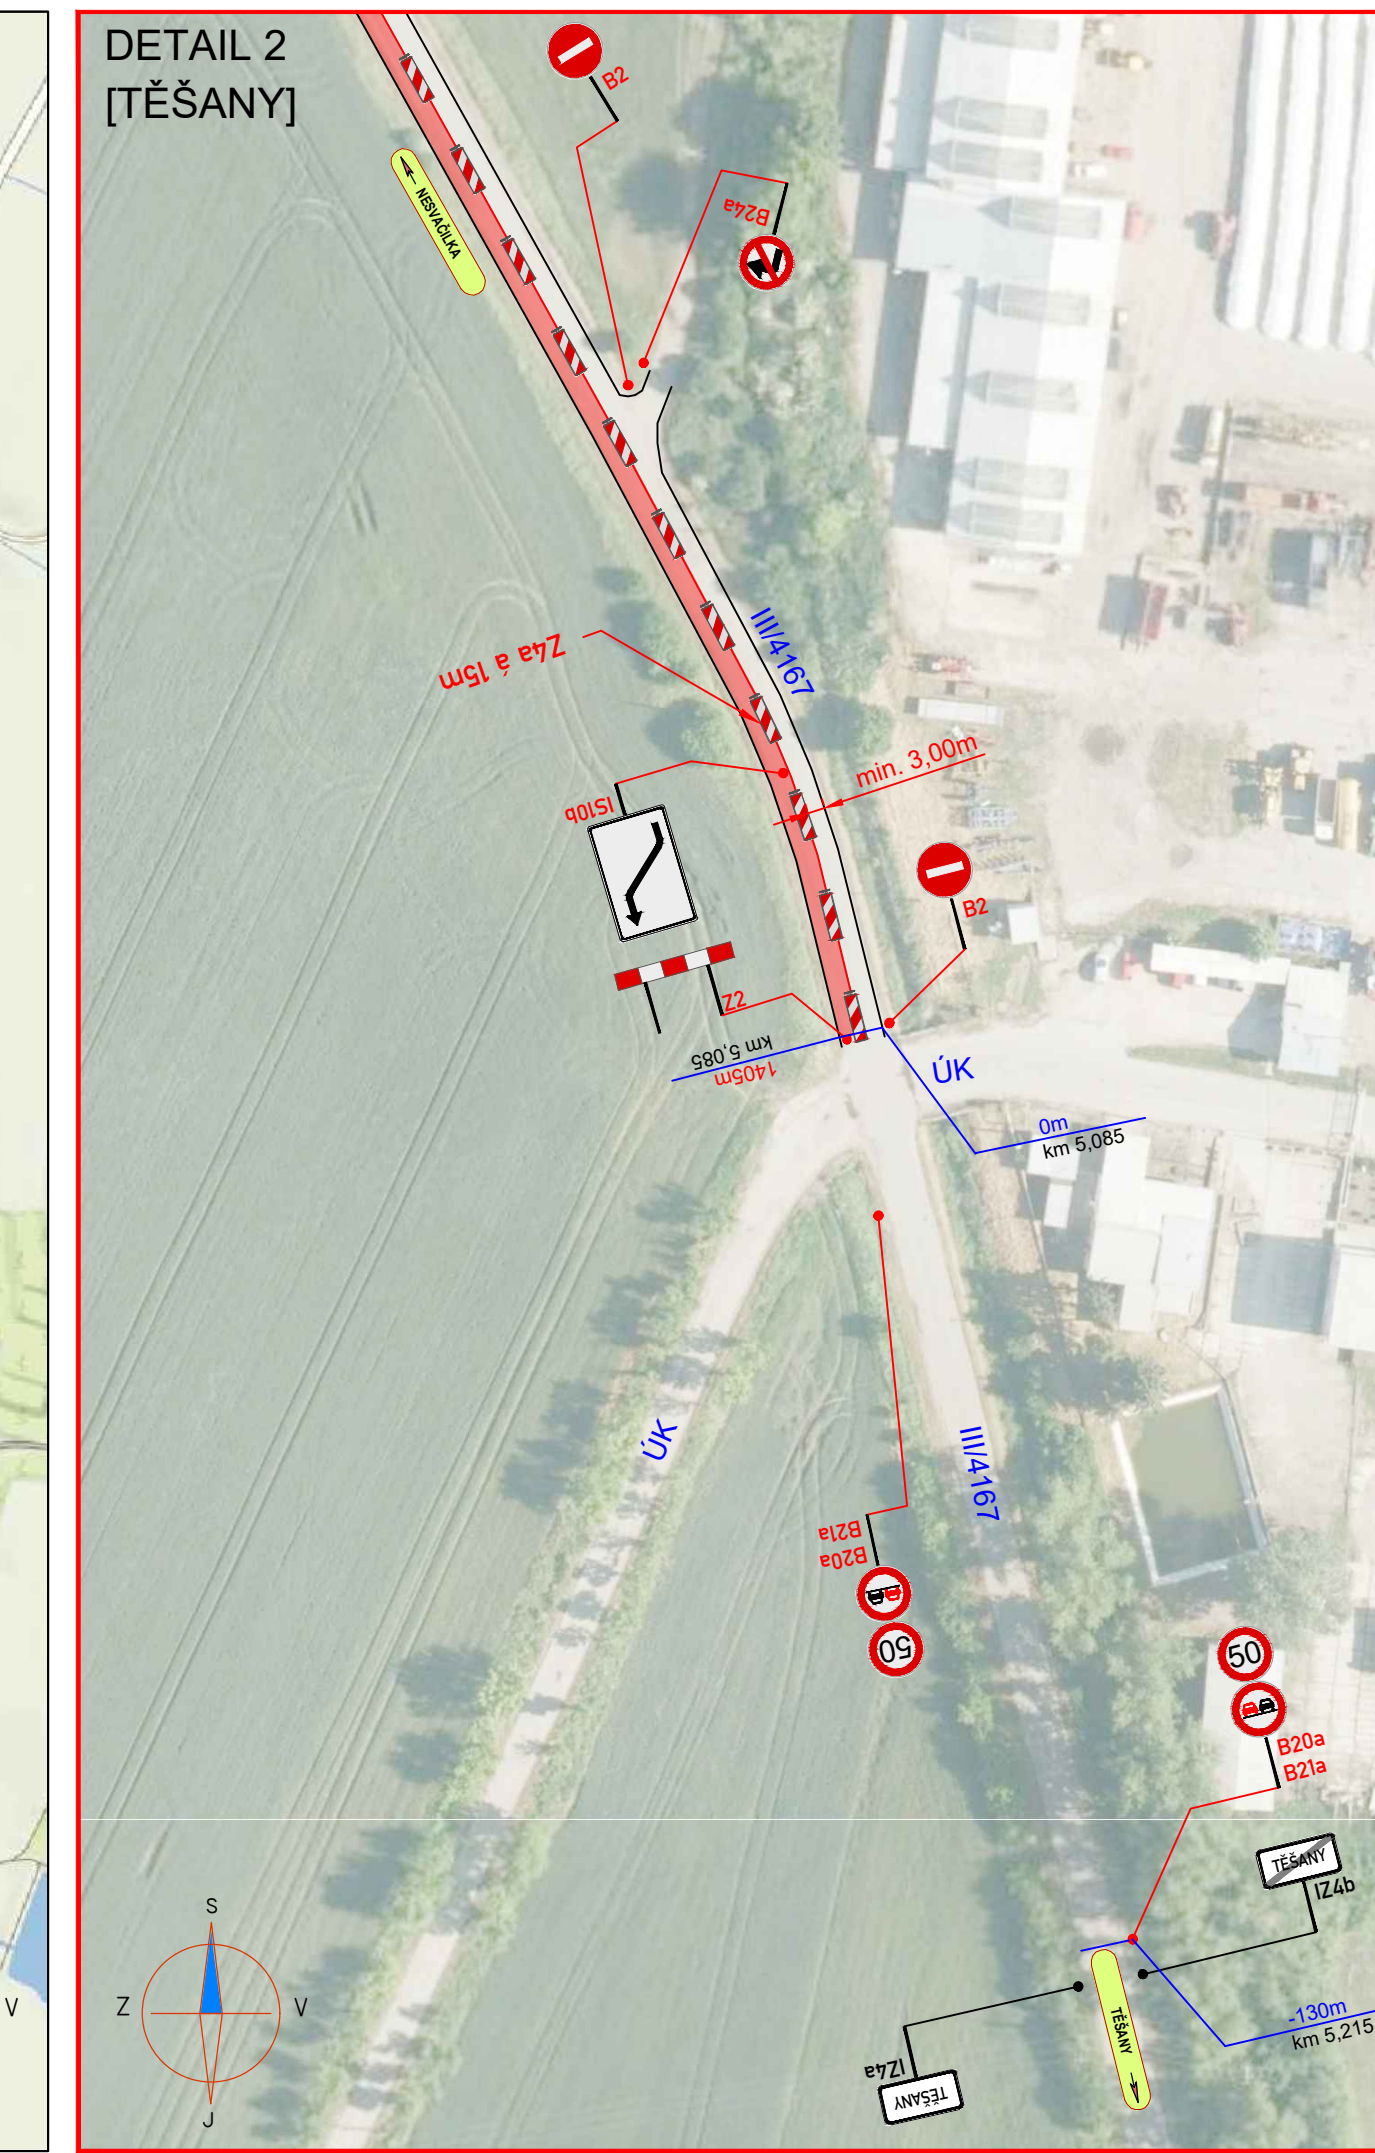 DETAIL 2
[TĚŠANY]
B2
B24a
NESVAČILKA
III/4167
Z4a á 15m
min. 3,00m
IS10b
B2
Z2
km 5,085
1405m
ÚK
0m
km 5,085
ÚK
III/4167
B21a
B20a
50
50
B20a
B21a
TĚŠANY
IZ4b
S
Z
V
J
V
TĚŠANY
-130m
km 5,215
IZ4a
TĚŠANY